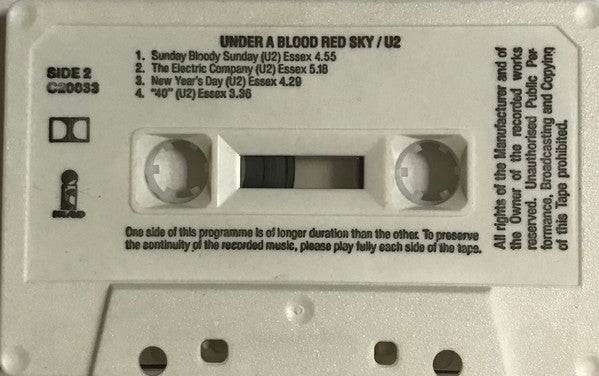 UNDER A BLOOD RED SKY / U2
SIDE 2
C20033
1. Sunday Bloody Sunday (U2) Essex 4.55
2. The Electric Company (U2) Essex 5.18
3. New Year's Day (U2) Essex 4.29
4. "40" (U2) Essex 3.36
One side of this programme is of longer duration than the other. To preserve
the continuity of the recorded music, please play fully each side of the tape.
All rights of the Manufacturer and of
the Owner of the recorded works
reserved. Unauthorised Public Per-
formance, Broadcasting and Copying
of this Tape prohibited.